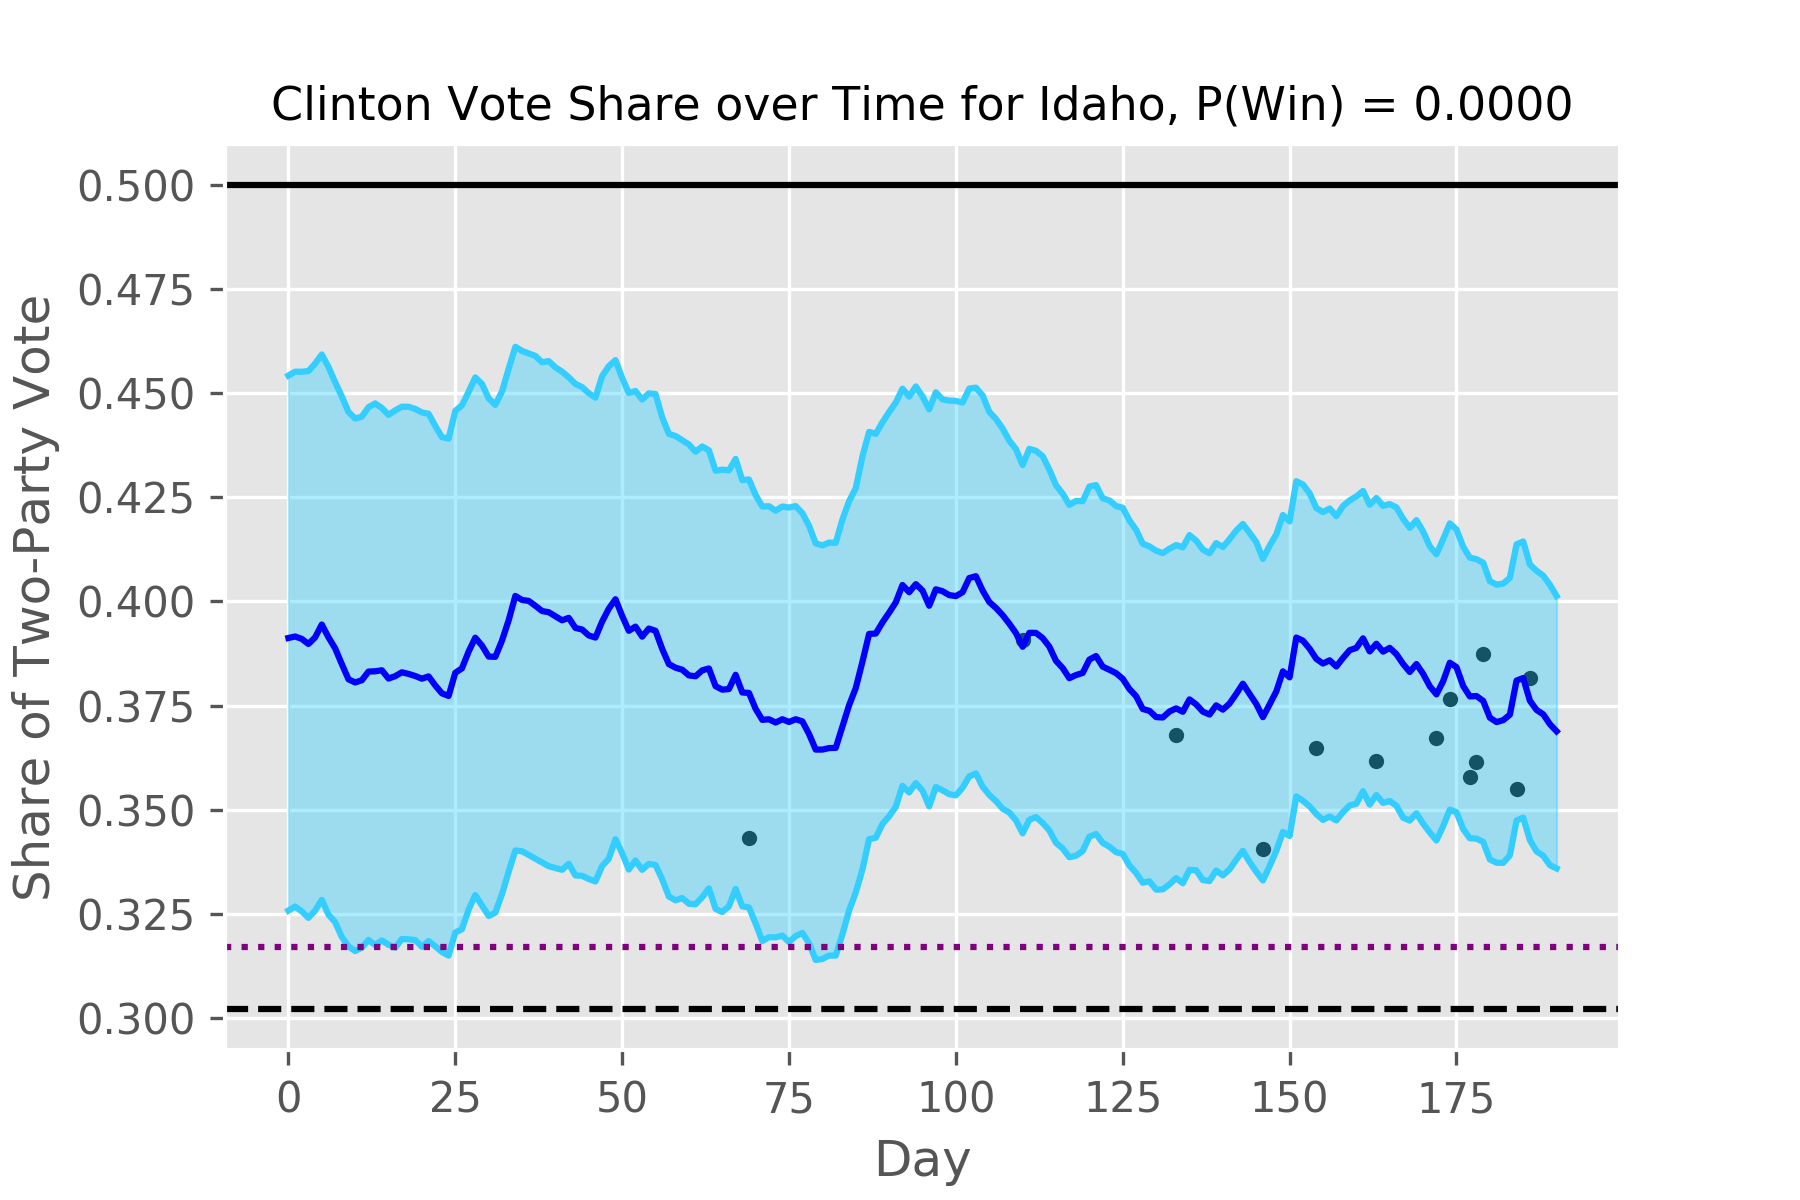 Clinton Vote Share over Time for Idaho, P(Win) = 0.0000
Share of Two-Party Vote
0.500
0.475
0.450
0.425
0.400
0.375
0.350
0.325
0.300
0 25 50 75 100 125 150 175
Day